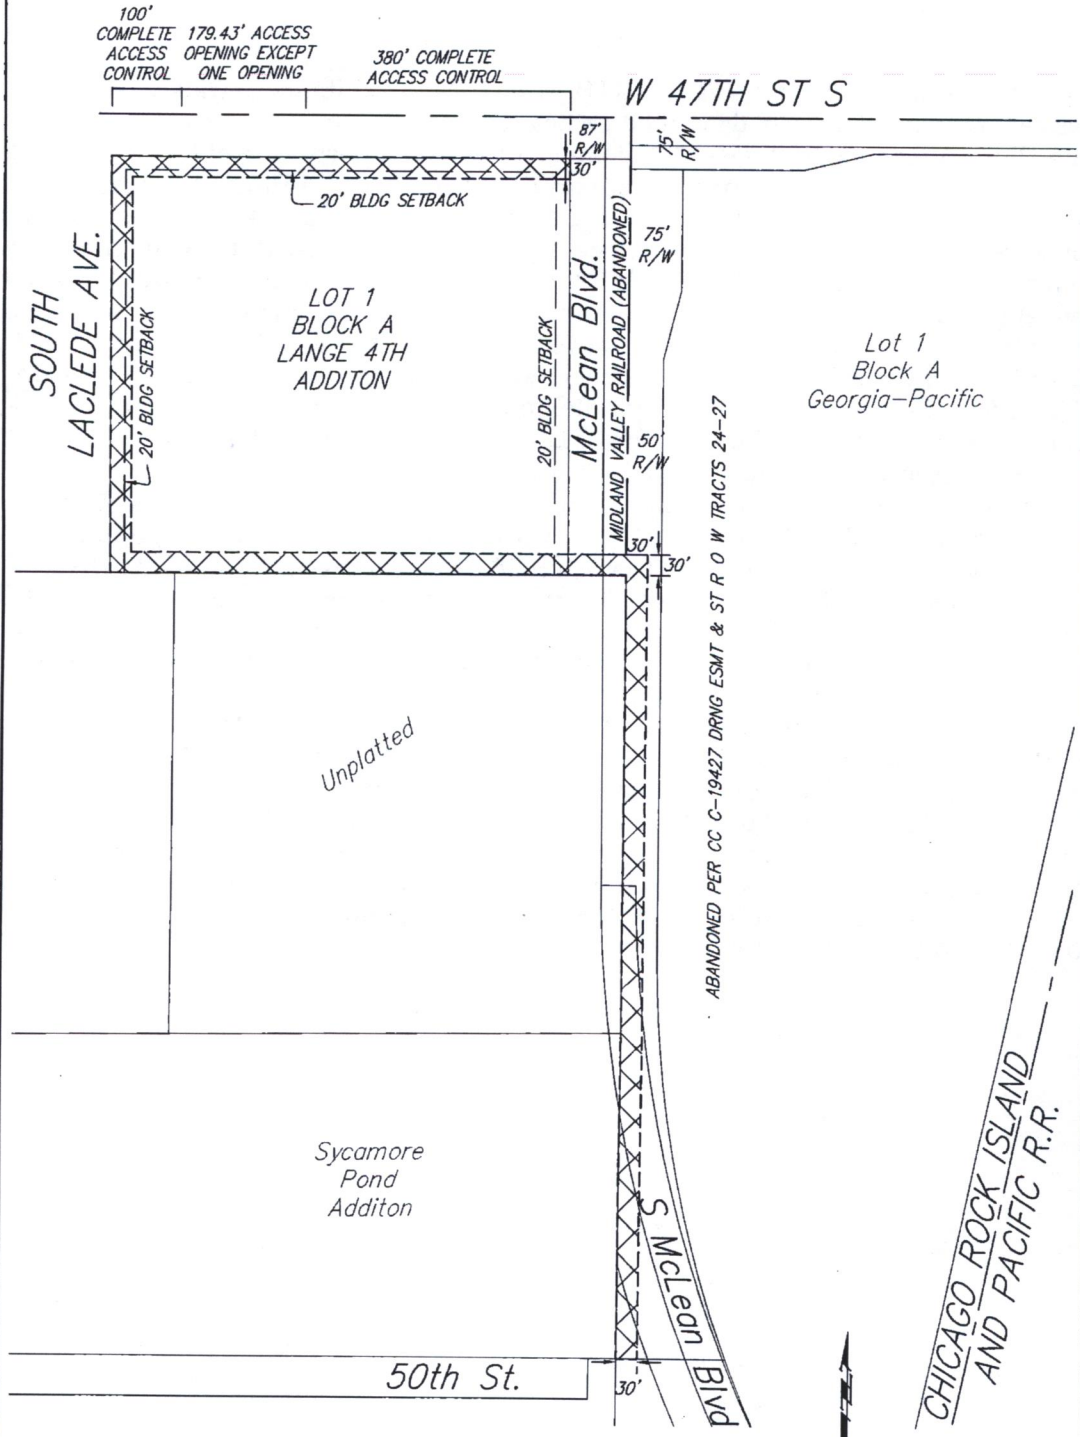 100'
COMPLETE
ACCESS
CONTROL
179.43' ACCESS
OPENING EXCEPT
ONE OPENING
380' COMPLETE
ACCESS CONTROL
W 47TH ST S
87'
R/W
75'
R/W
30'
20' BLDG SETBACK
SOUTH
LACLEDE AVE.
20' BLDG SETBACK
LOT 1
BLOCK A
LANGE 4TH
ADDITON
20' BLDG SETBACK
McLean Blvd.
MIDLAND VALLEY RAILROAD (ABANDONED)
75'
R/W
50'
R/W
Lot 1
Block A
Georgia-Pacific
30'
30'
ABANDONED PER CC C-19427 DRNG ESMT & ST R O W TRACTS 24-27
Unplatted
Sycamore
Pond
Additon
S McLean Blvd
50th St.
30'
CHICAGO ROCK ISLAND
AND PACIFIC R.R.